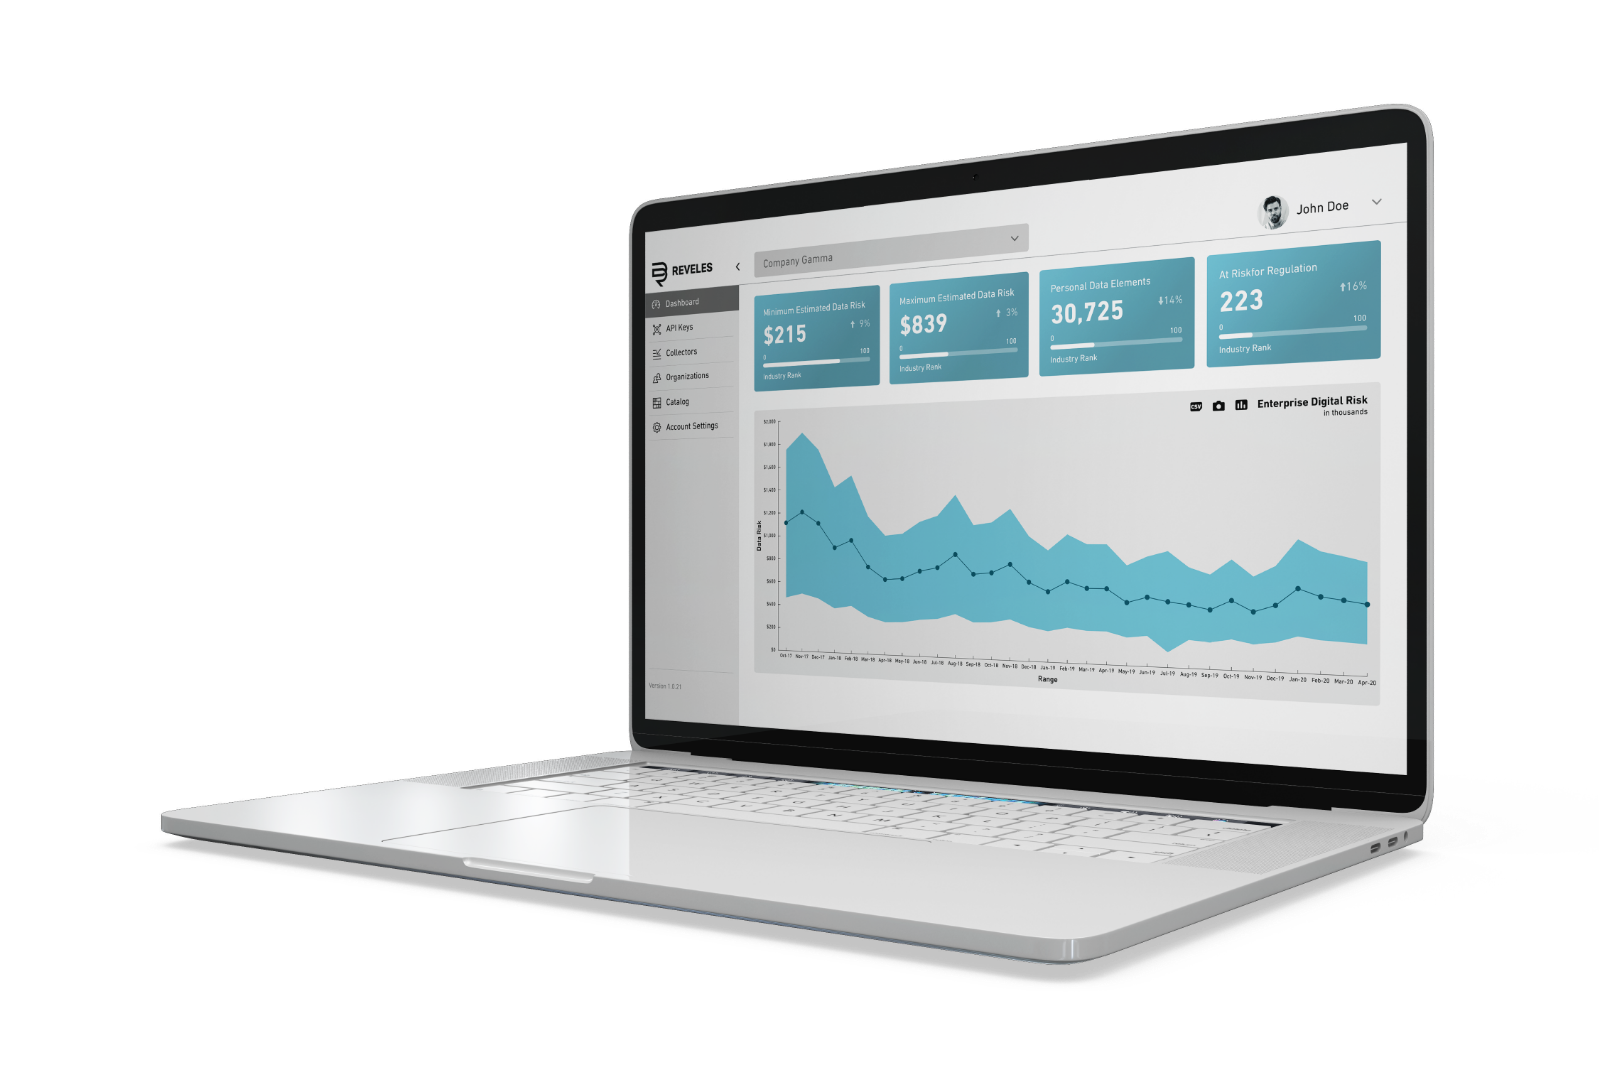 John Doe
REVELES
Company Gamma
Dashboard
API Keys
Collectors
Organizations
Catalog
Account Settings
Version 1.0.21
Minimum Estimated Data Risk
$215
9%
0 100
Industry Rank
Maximum Estimated Data Risk
$839
3%
0 100
Industry Rank
Personal Data Elements
30,725
14%
0 100
Industry Rank
At Riskfor Regulation
223
16%
0 100
Industry Rank
CSV
Enterprise Digital Risk
in thousands
Data Risk
$2,000
$1,800
$1,600
$1,400
$1,200
$1,000
$800
$600
$400
$200
$0
Oct-17 Nov-17 Dec-17 Jan-18 Feb-18 Mar-18 Apr-18 May-18 Jun-18 Jul-18 Aug-18 Sep-18 Oct-18 Nov-18 Dec-18 Jan-19 Feb-19 Mar-19 Apr-19 May-19 Jun-19 Jul-19 Aug-19 Sep-19 Oct-19 Nov-19 Dec-19 Jan-20 Feb-20 Mar-20 Apr-20
Range